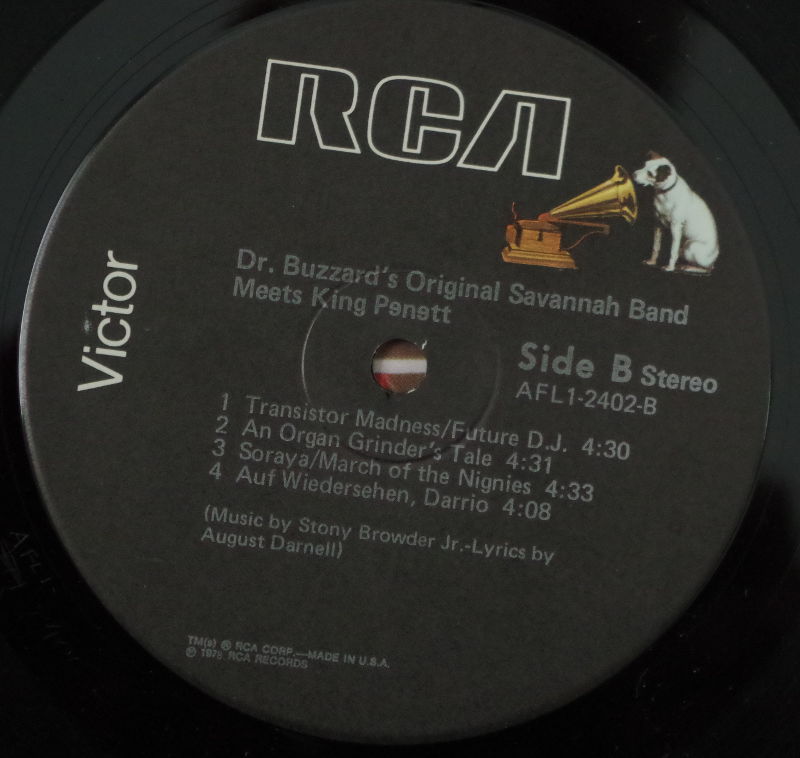 RCA
Victor
Dr. Buzzard's Original Savannah Band
Meets King Penett
Side B Stereo
AFL1-2402-B
1 Transistor Madness/Future D.J. 4:30
2 An Organ Grinder's Tale 4:31
3 Soraya/March of the Nignies 4:33
4 Auf Wiedersehen, Darrio 4:08
(Music by Stony Browder Jr.-Lyrics by
August Darnell)
TM(s) ® RCA CORP.—MADE IN U.S.A.
℗ 1978 RCA RECORDS